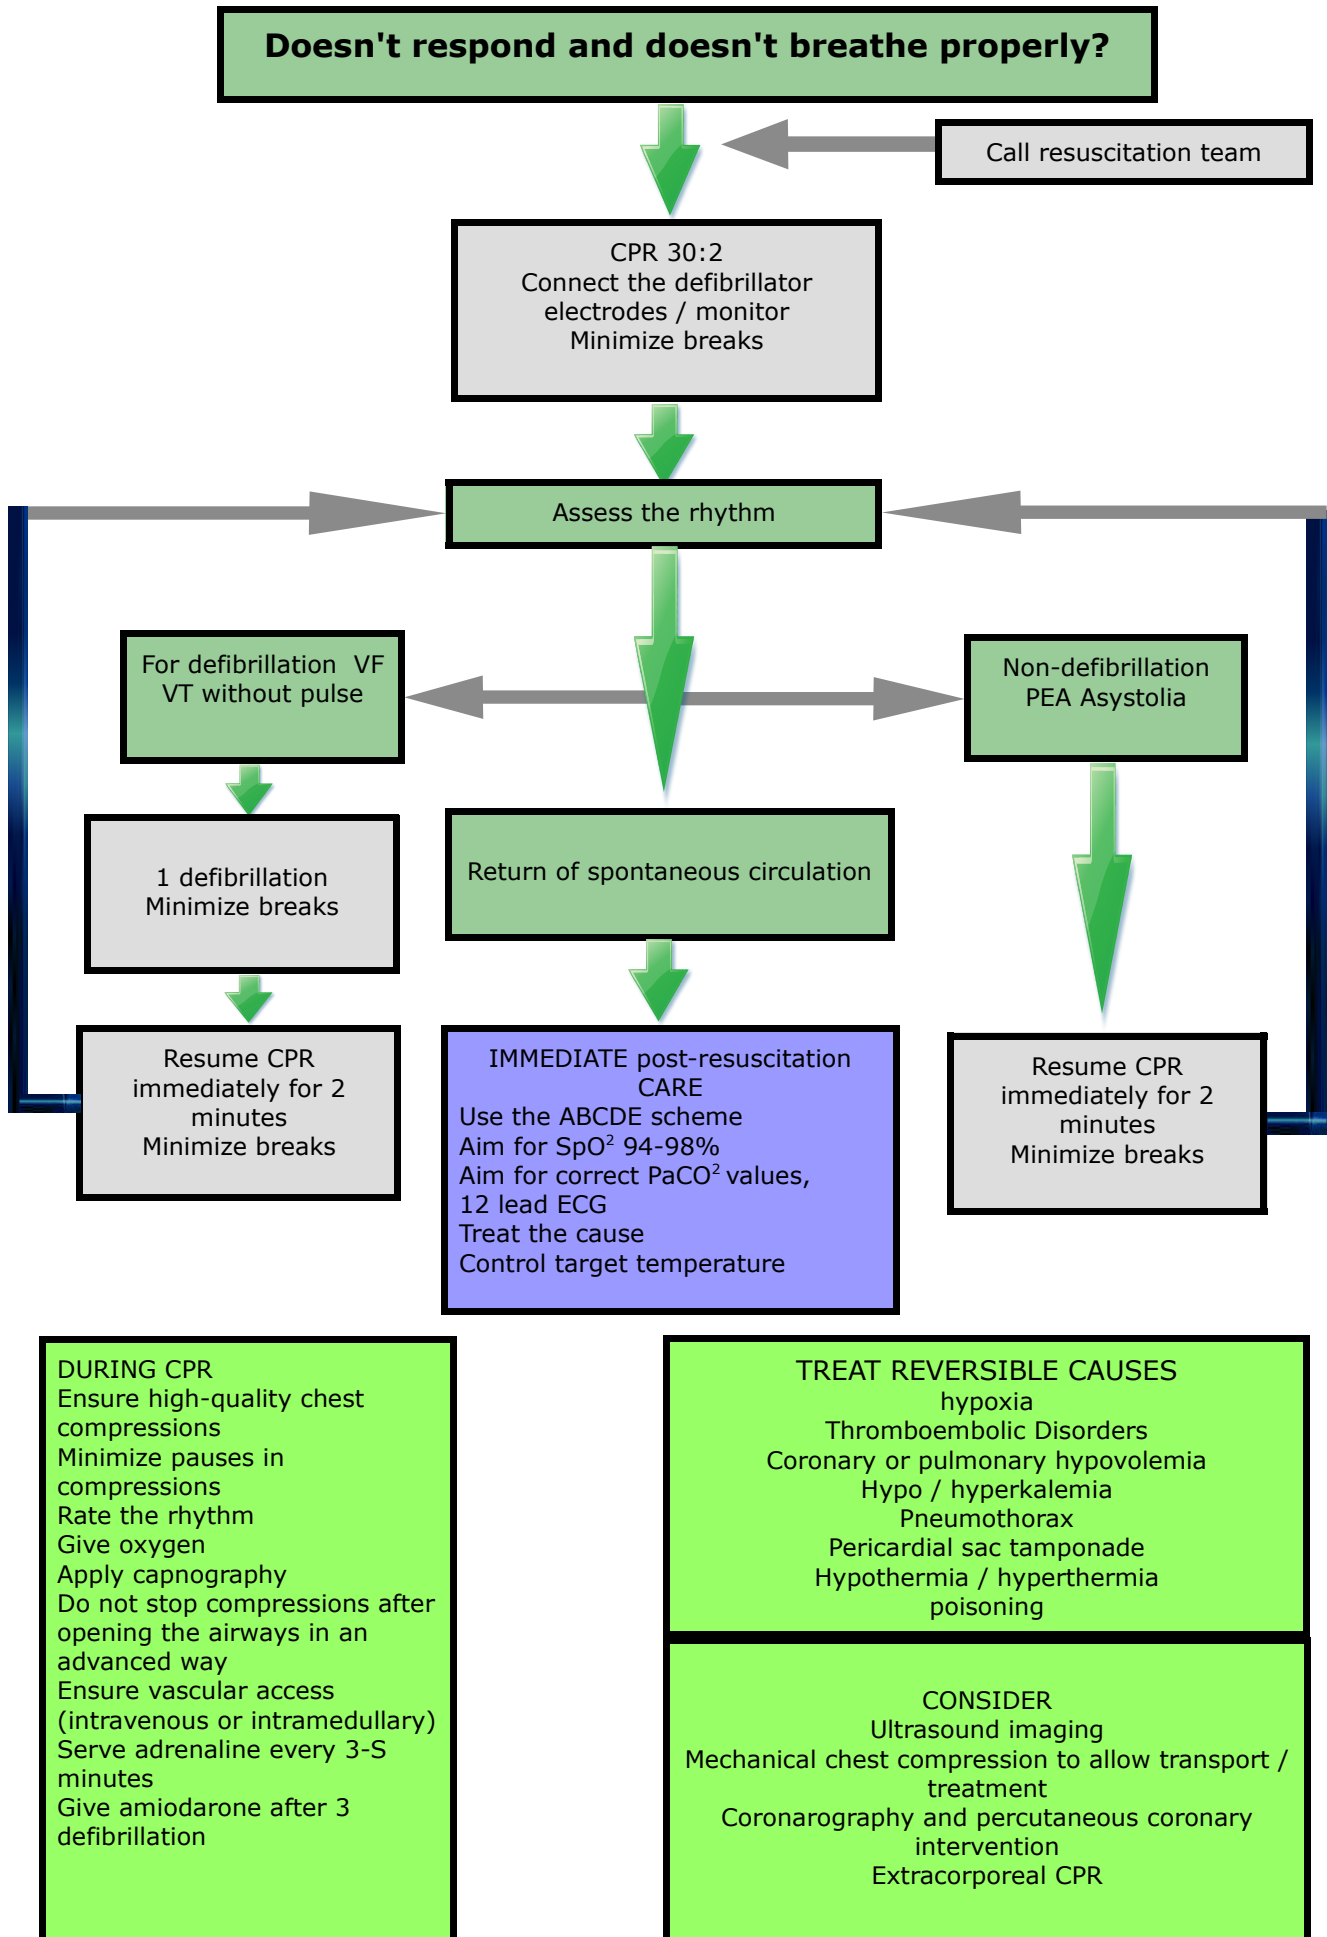 Doesn't respond and doesn't breathe properly?
Call resuscitation team
CPR 30:2
Connect the defibrillator
electrodes / monitor
Minimize breaks
Assess the rhythm
For defibrillation  VF
VT without pulse
Non-defibrillation
PEA Asystolia
1 defibrillation
Minimize breaks
Return of spontaneous circulation
Resume CPR
immediately for 2
minutes
Minimize breaks
IMMEDIATE post-resuscitation
CARE
Use the ABCDE scheme
Aim for SpO² 94-98%
Aim for correct PaCO² values,
12 lead ECG
Treat the cause
Control target temperature
Resume CPR
immediately for 2
minutes
Minimize breaks
DURING CPR
Ensure high-quality chest
compressions
Minimize pauses in
compressions
Rate the rhythm
Give oxygen
Apply capnography
Do not stop compressions after
opening the airways in an
advanced way
Ensure vascular access
(intravenous or intramedullary)
Serve adrenaline every 3-S
minutes
Give amiodarone after 3
defibrillation
TREAT REVERSIBLE CAUSES
hypoxia
Thromboembolic Disorders
Coronary or pulmonary hypovolemia
Hypo / hyperkalemia
Pneumothorax
Pericardial sac tamponade
Hypothermia / hyperthermia
poisoning
CONSIDER
Ultrasound imaging
Mechanical chest compression to allow transport /
treatment
Coronarography and percutaneous coronary
intervention
Extracorporeal CPR